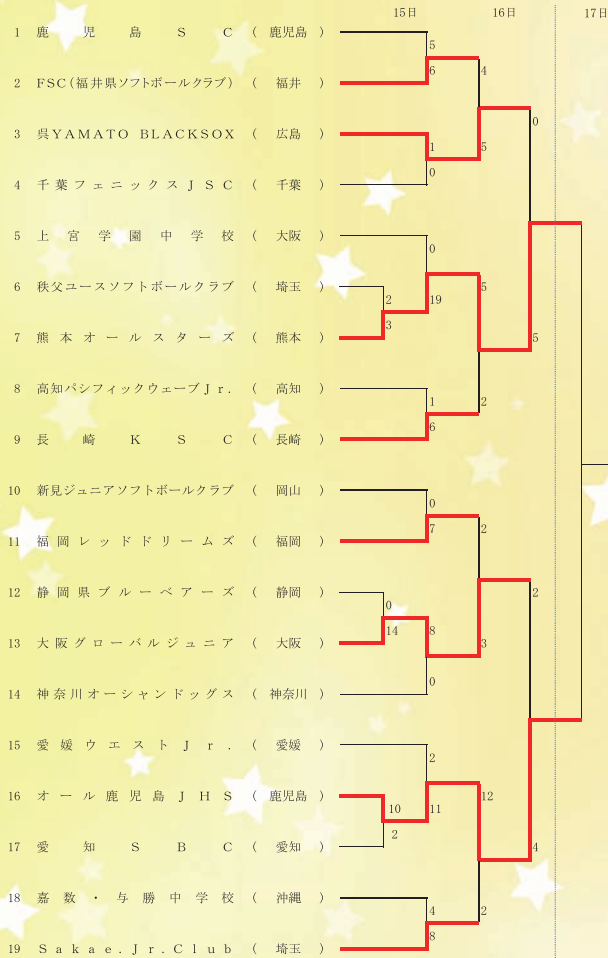 15日 16日 17日
1 鹿児島SC ( 鹿児島 )
5
2 FSC(福井県ソフトボールクラブ) ( 福井 )
6 4
0
3 呉YAMATO BLACKSOX ( 広島 )
1 5
0
4 千葉フェニックスJSC ( 千葉 )
5 上宮学園中学校 ( 大阪 )
0
6 秩父ユースソフトボールクラブ ( 埼玉 )
2 19 5
3
7 熊本オールスターズ ( 熊本 )
5
8 高知パシフィックウェーブJr. ( 高知 )
1 2
6
9 長崎KSC ( 長崎 )
10 新見ジュニアソフトボールクラブ ( 岡山 )
0
7 2
11 福岡レッドドリームズ ( 福岡 )
12 静岡県ブルーベアーズ ( 静岡 )
0 2
14 8
13 大阪グローバルジュニア ( 大阪 )
3
0
14 神奈川オーシャンドッグス ( 神奈川 )
15 愛媛ウエストJr. ( 愛媛 )
2
16 オール鹿児島JHS ( 鹿児島 )
10 11 12
2
17 愛知SBC ( 愛知 )
4
18 嘉数・与勝中学校 ( 沖縄 )
4 2
8
19 Sakae.Jr.Club ( 埼玉 )